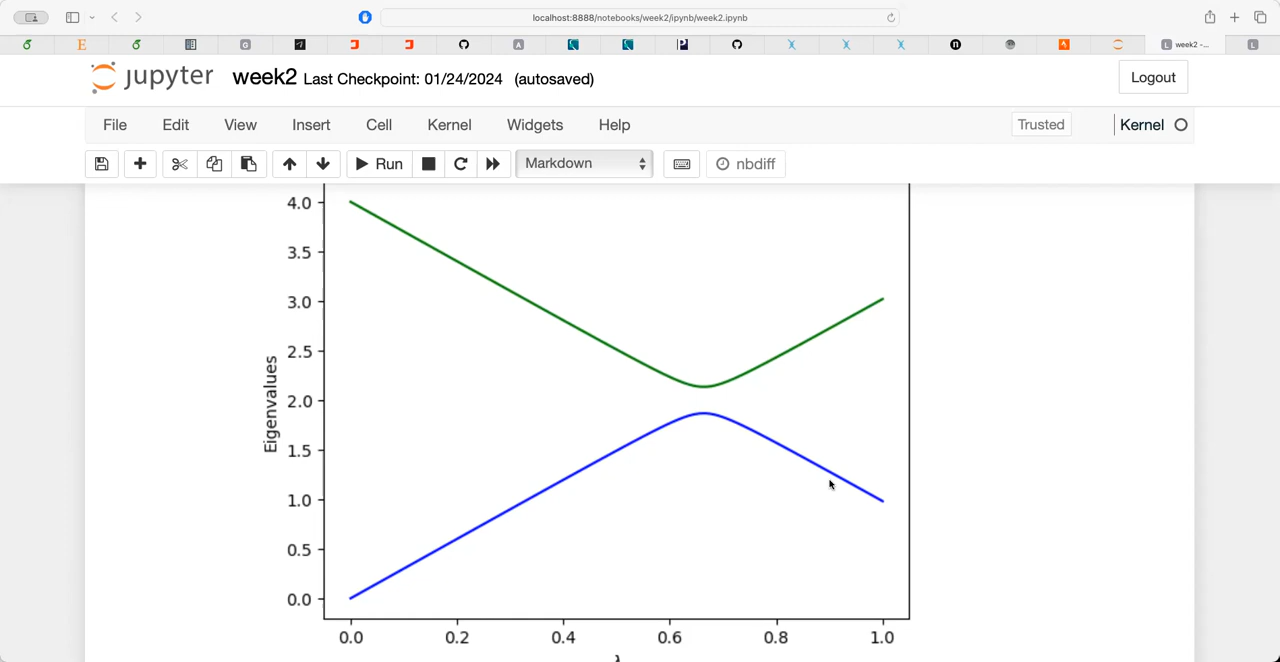 localhost:8888/notebooks/week2/ipynb/week2.ipynb
week2 -...
jupyter week2 Last Checkpoint: 01/24/2024 (autosaved)
Logout
File Edit View Insert Cell Kernel Widgets Help Trusted Kernel
Run Markdown nbdiff
4.0
3.5
3.0
2.5
2.0
1.5
1.0
0.5
0.0
Eigenvalues
0.0 0.2 0.4 0.6 0.8 1.0